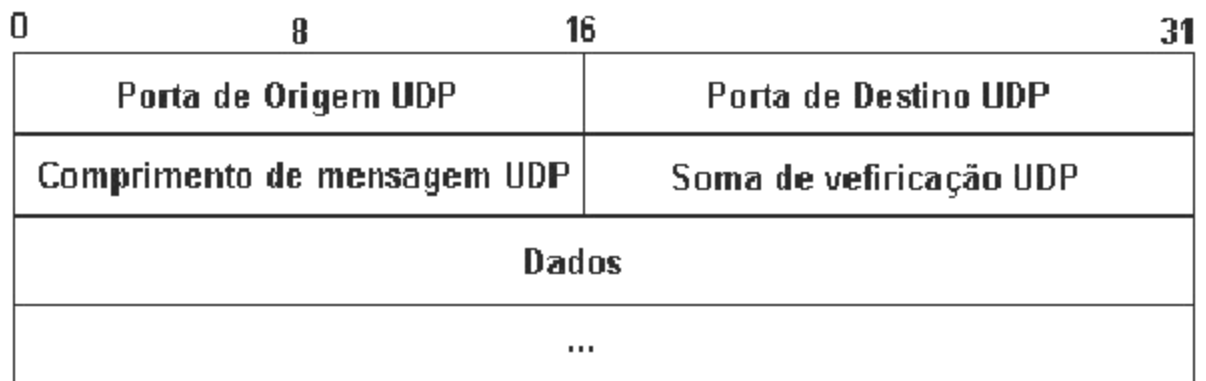 0 8 16 31
Porta de Origem UDP Porta de Destino UDP
Comprimento de mensagem UDP Soma de vefiricação UDP
Dados
...